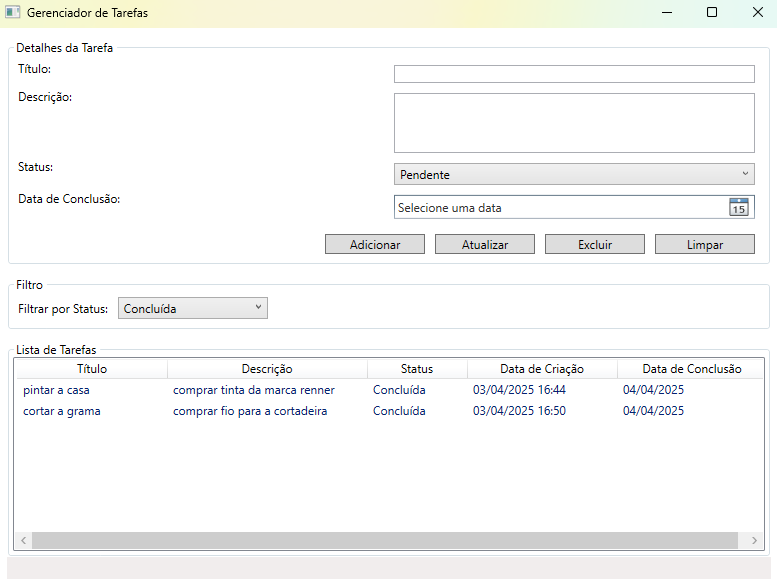 Gerenciador de Tarefas
Detalhes da Tarefa
Título:
Descrição:
Status:
Pendente
Data de Conclusão:
Selecione uma data
15
Adicionar Atualizar Excluir Limpar
Filtro
Filtrar por Status: Concluída
Lista de Tarefas
Título Descrição Status Data de Criação Data de Conclusão
pintar a casa comprar tinta da marca renner Concluída 03/04/2025 16:44 04/04/2025
cortar a grama comprar fio para a cortadeira Concluída 03/04/2025 16:50 04/04/2025